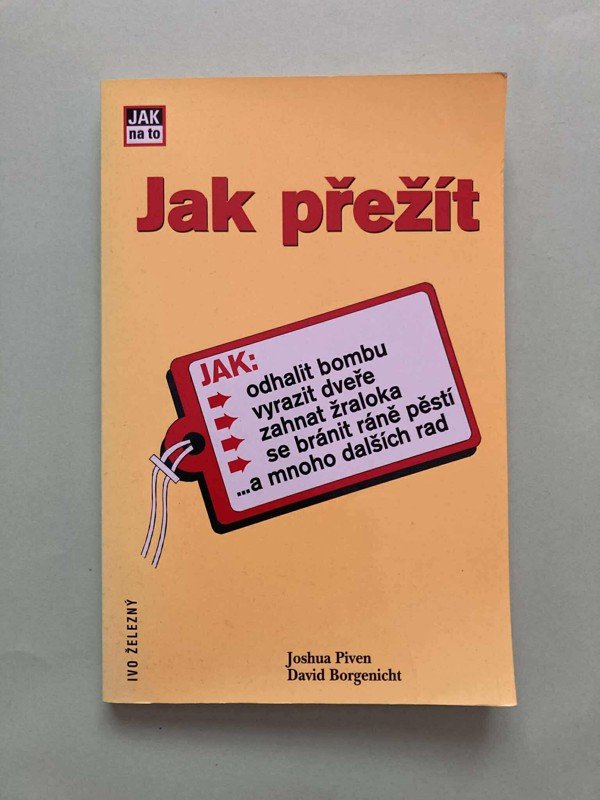 JAK
na to
Jak přežít
JAK:
odhalit bombu
vyrazit dveře
zahnat žraloka
se bránit ráně pěstí
...a mnoho dalších rad
IVO ŽELEZNÝ
Joshua Piven
David Borgenicht